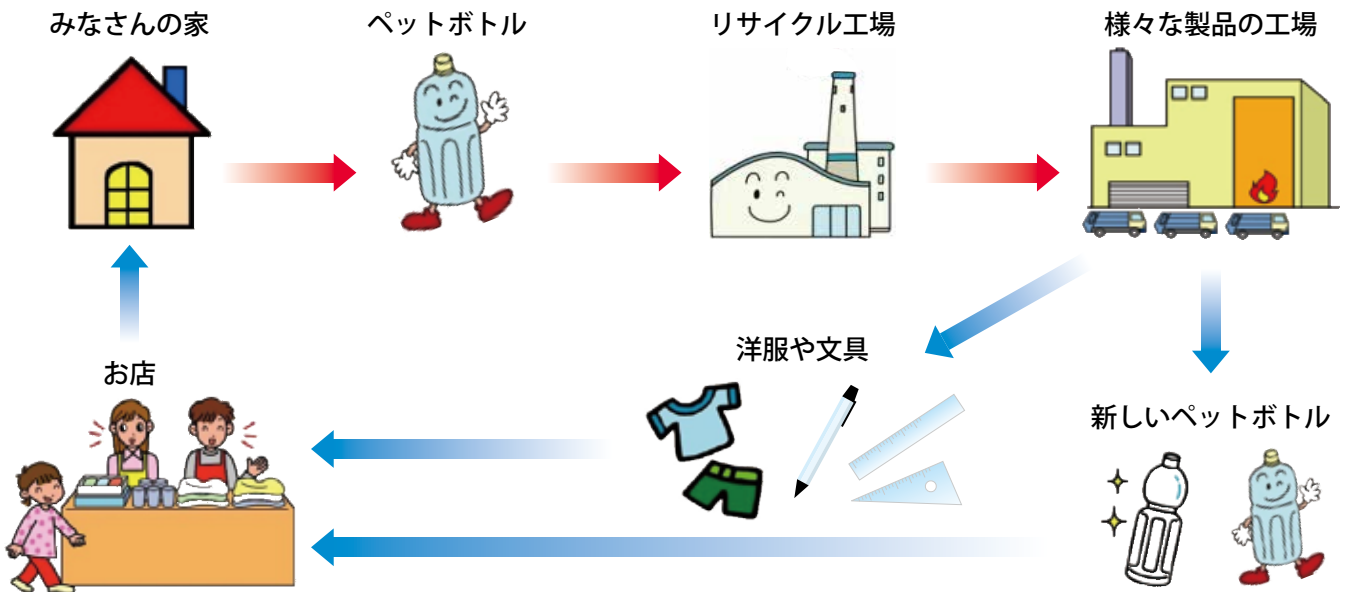 みなさんの家
ペットボトル
リサイクル工場
様々な製品の工場
洋服や文具
お店
新しいペットボトル